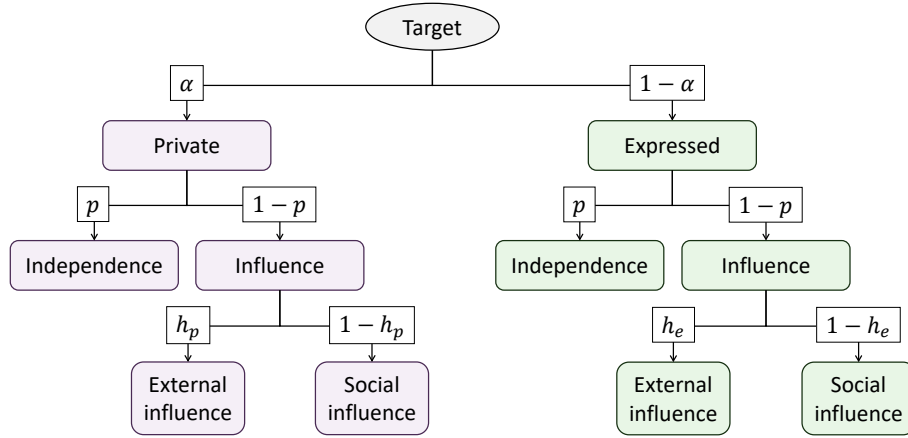 Target
α
1 − α
Private
Expressed
p
1 − p
p
1 − p
Independence
Influence
Independence
Influence
h_p
1 − h_p
h_e
1 − h_e
External
influence
Social
influence
External
influence
Social
influence